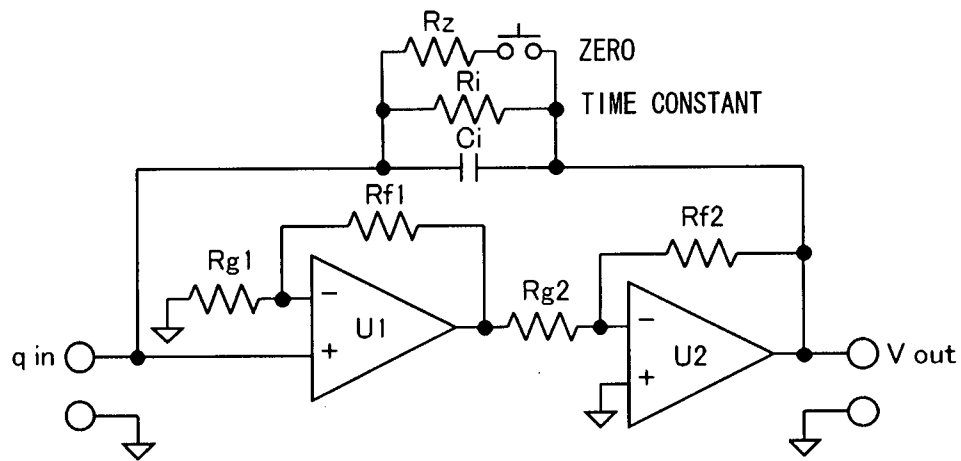 Rz
ZERO
Ri
TIME CONSTANT
Ci
Rf1
Rf2
Rg1
Rg2
−
U1
+
−
U2
+
q in
V out